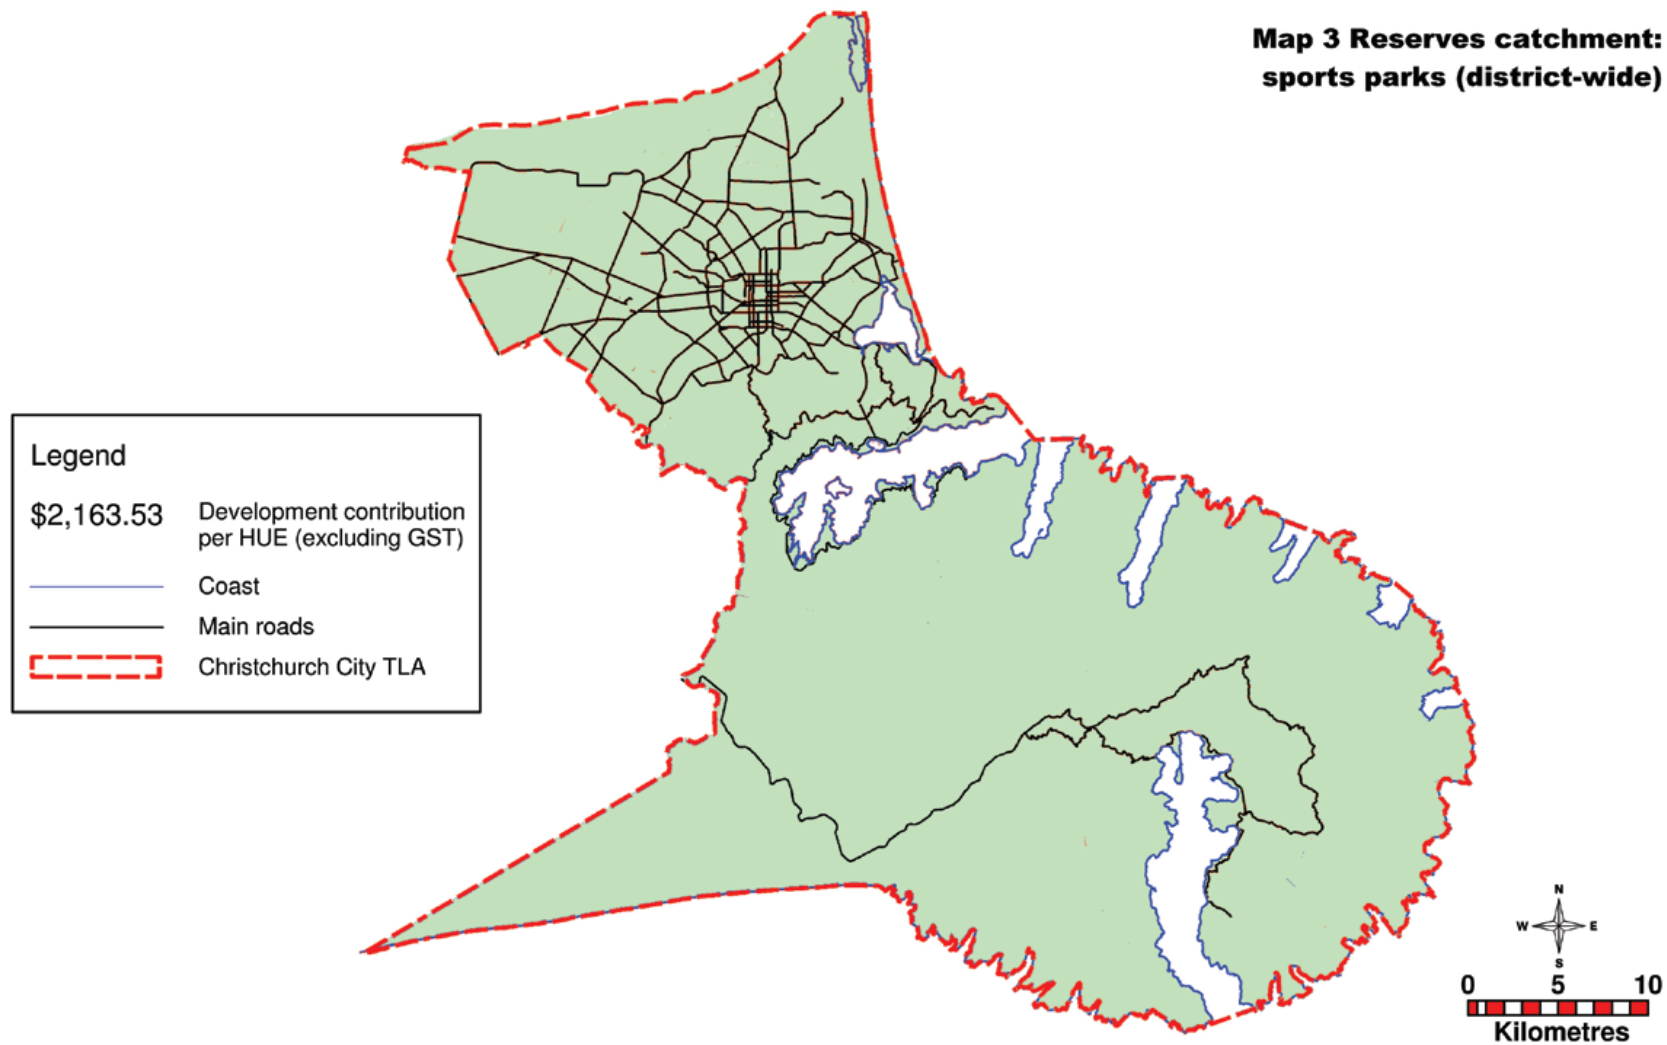 Map 3 Reserves catchment:
sports parks (district-wide)
Legend
$2,163.53
Development contribution
per HUE (excluding GST)
Coast
Main roads
Christchurch City TLA
N
W
E
S
0 5 10
Kilometres